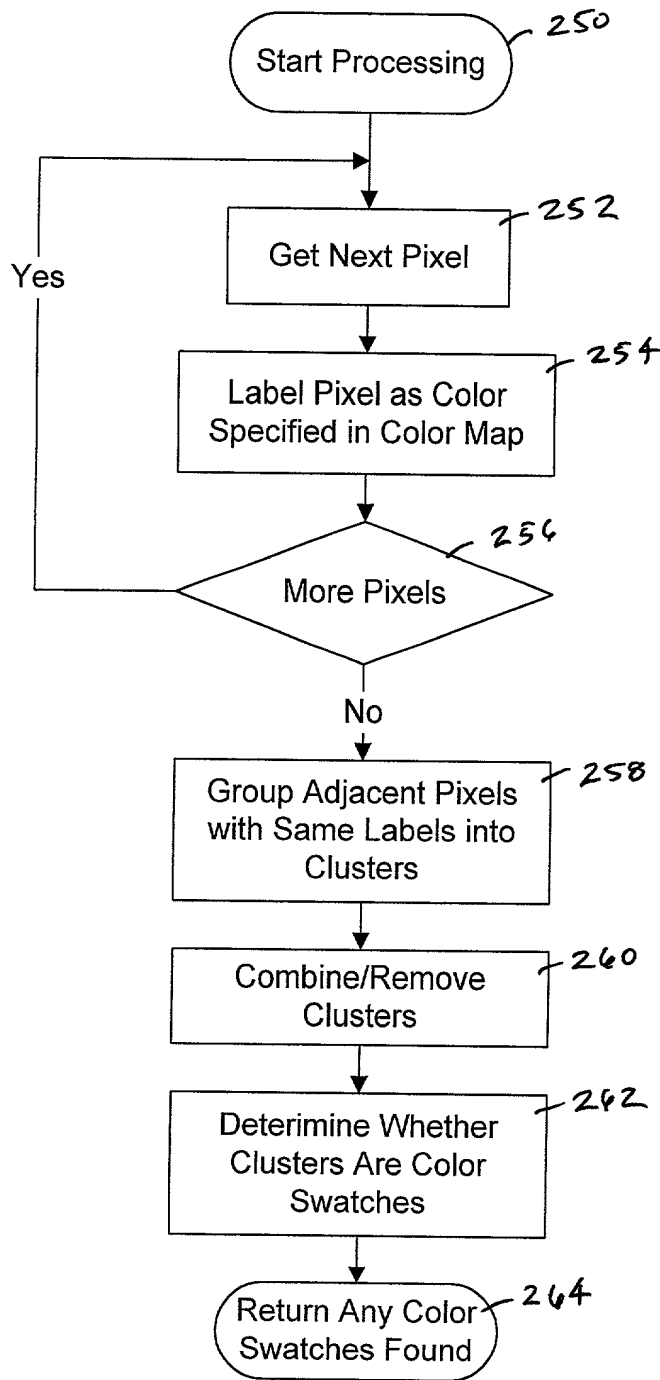 250
Start Processing
252
Get Next Pixel
Yes
254
Label Pixel as Color
Specified in Color Map
256
More Pixels
No
258
Group Adjacent Pixels
with Same Labels into
Clusters
260
Combine/Remove
Clusters
262
Deterimine Whether
Clusters Are Color
Swatches
264
Return Any Color
Swatches Found